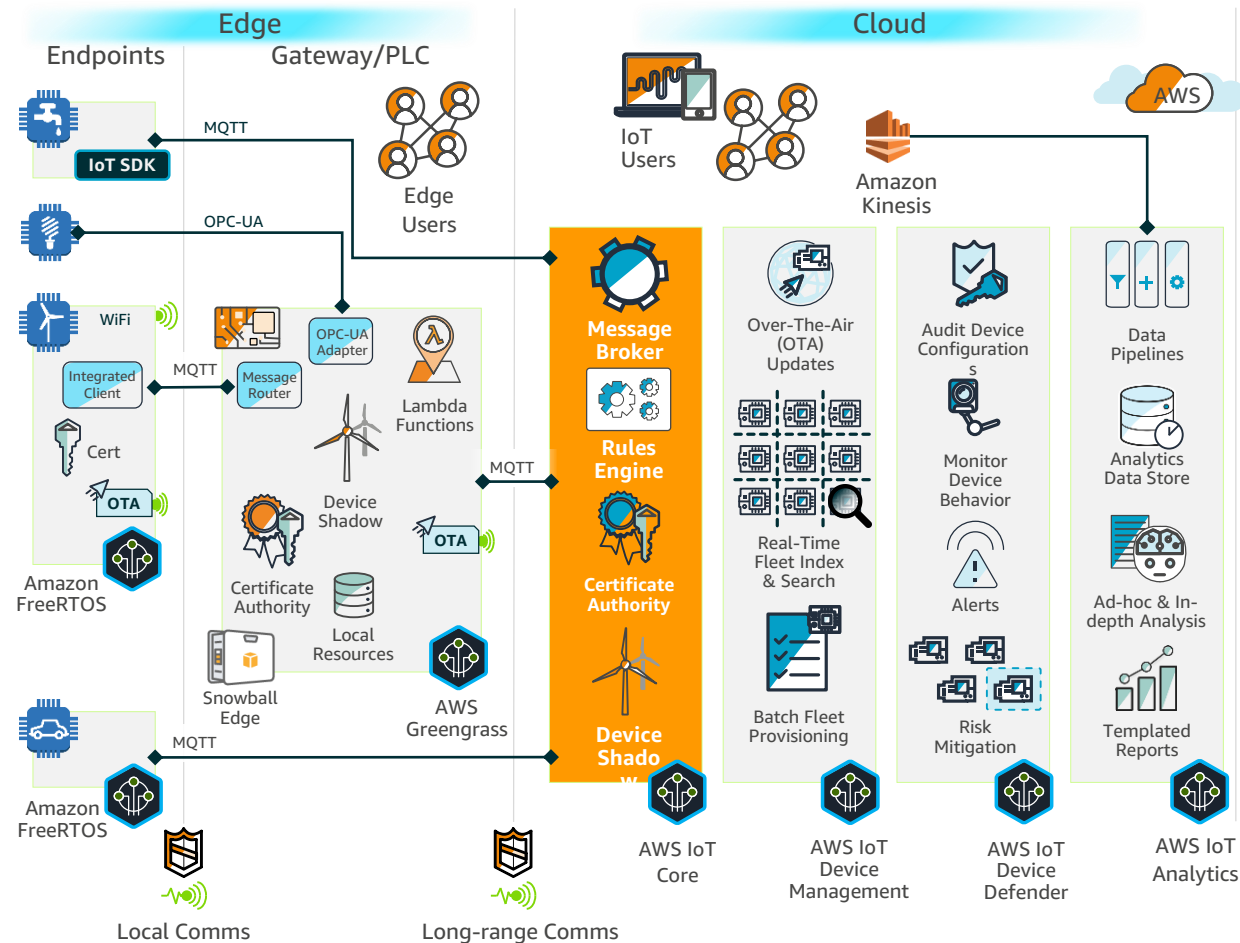 Edge
Cloud
Endpoints
Gateway/PLC
AWS
MQTT
IoT SDK
IoT
Users
Edge
Users
Amazon
Kinesis
OPC-UA
WiFi
Integrated
Client
MQTT
Message
Router
OPC-UA
Adapter
Lambda
Functions
Cert
OTA
Device
Shadow
MQTT
OTA
Certificate
Authority
Local
Resources
Amazon
FreeRTOS
Snowball
Edge
AWS
Greengrass
MQTT
Amazon
FreeRTOS
Message
Broker
Rules
Engine
Certificate
Authority
Device
Shado
w
AWS IoT
Core
Over-The-Air
(OTA)
Updates
Real-Time
Fleet Index
& Search
Batch Fleet
Provisioning
AWS IoT
Device
Management
Audit Device
Configuration
s
Monitor
Device
Behavior
Alerts
Risk
Mitigation
AWS IoT
Device
Defender
Data
Pipelines
Analytics
Data Store
Ad-hoc & In-
depth Analysis
Templated
Reports
AWS IoT
Analytics
Local Comms
Long-range Comms